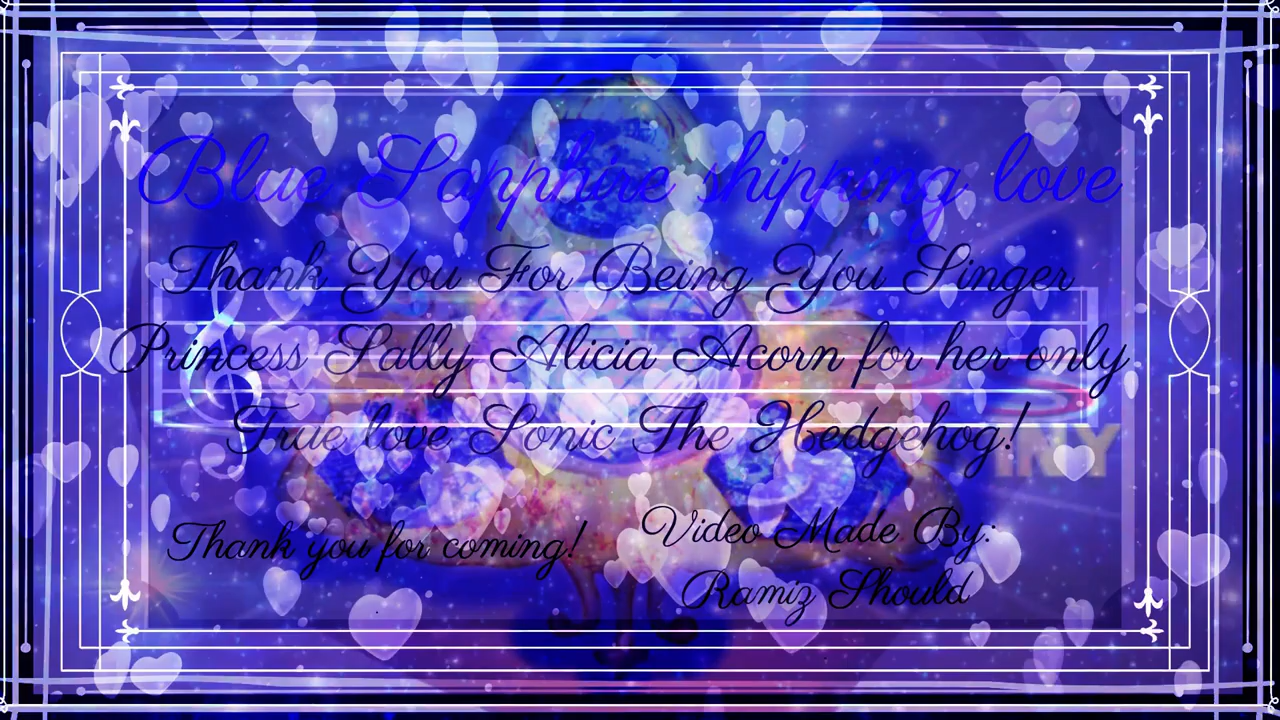 Blue Sapphire shipping love
Thank You For Being You Singer
Princess Sally Alicia Acorn for her only
True love Sonic The Hedgehog!
Thank you for coming!
Video Made By:
Ramiz Should